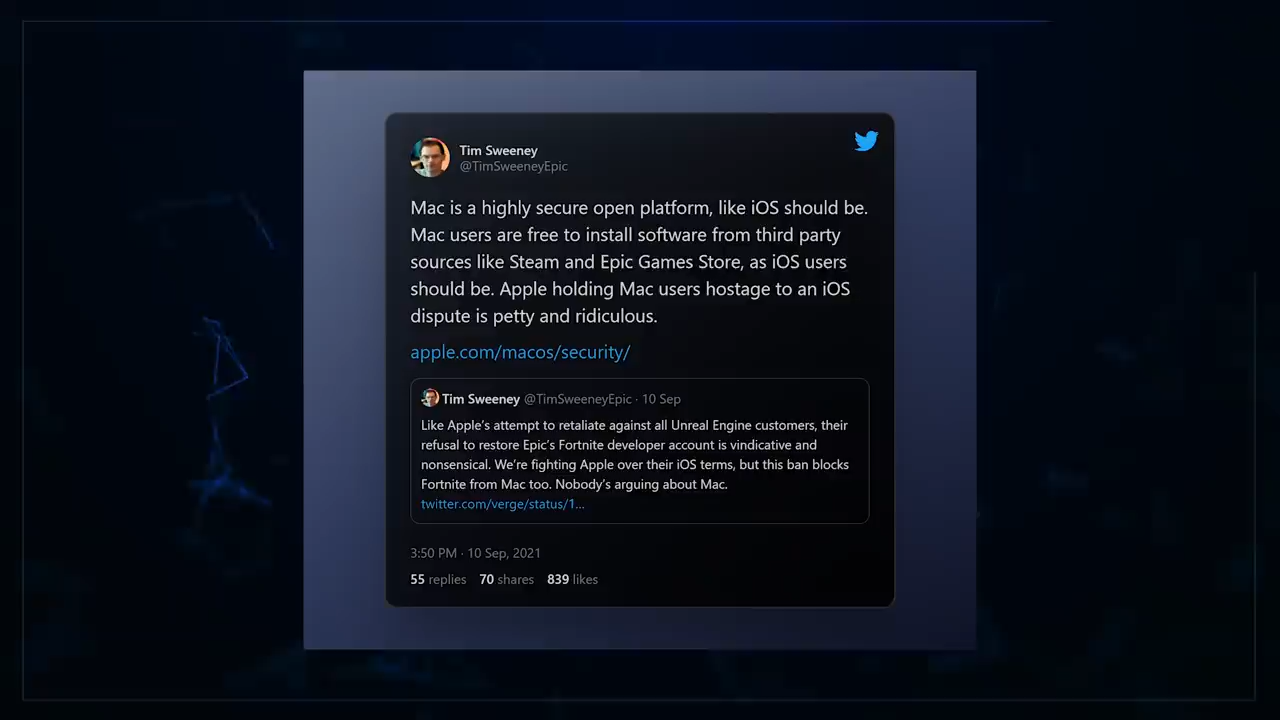 Tim Sweeney
@TimSweeneyEpic
Mac is a highly secure open platform, like iOS should be.
Mac users are free to install software from third party
sources like Steam and Epic Games Store, as iOS users
should be. Apple holding Mac users hostage to an iOS
dispute is petty and ridiculous.
apple.com/macos/security/
Tim Sweeney @TimSweeneyEpic · 10 Sep
Like Apple's attempt to retaliate against all Unreal Engine customers, their
refusal to restore Epic's Fortnite developer account is vindicative and
nonsensical. We're fighting Apple over their iOS terms, but this ban blocks
Fortnite from Mac too. Nobody's arguing about Mac.
twitter.com/verge/status/1...
3:50 PM · 10 Sep, 2021
55 replies 70 shares 839 likes